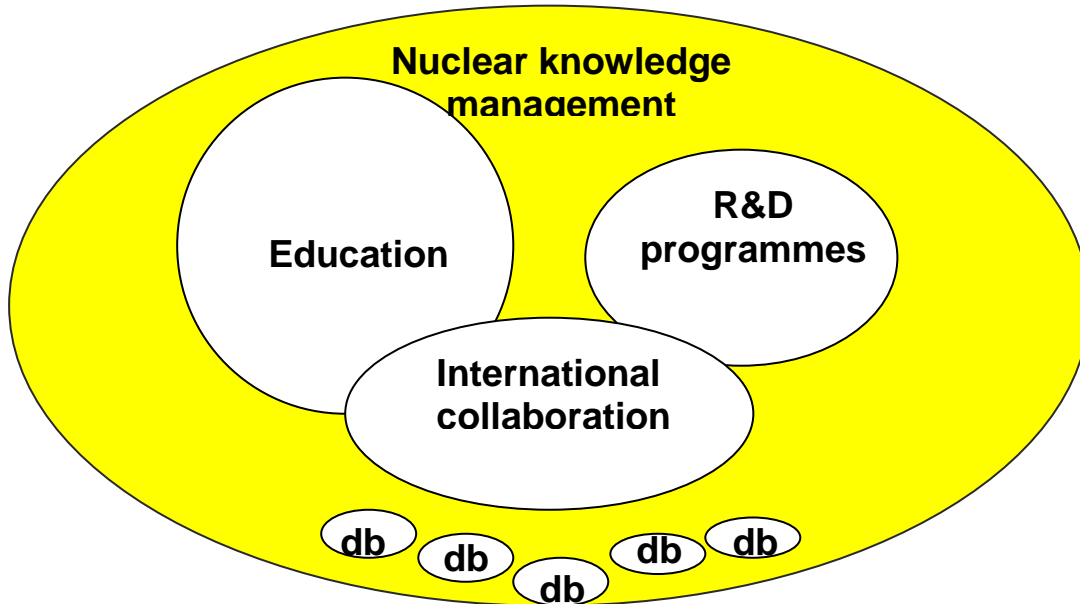 Nuclear knowledge
management
R&D
programmes
Education
International
collaboration
db
db
db
db
db